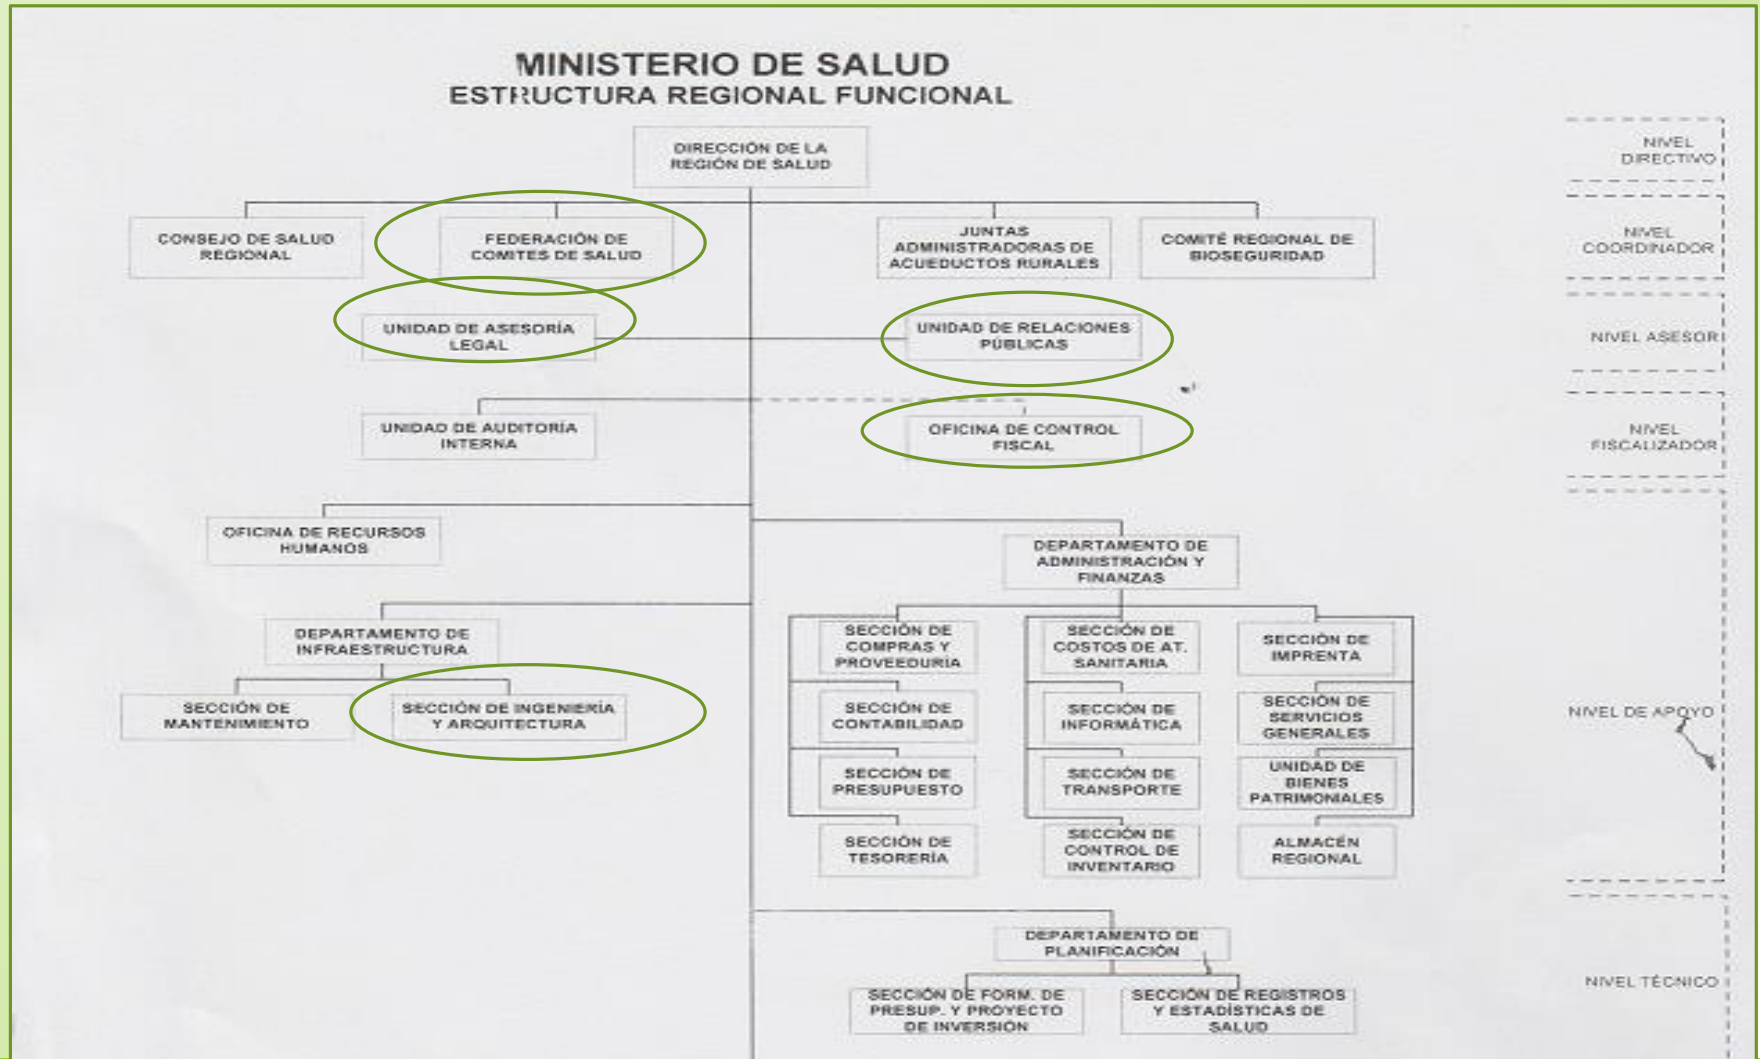 MINISTERIO DE SALUD
ESTRUCTURA REGIONAL FUNCIONAL
DIRECCIÓN DE LA
REGIÓN DE SALUD
NIVEL
DIRECTIVO
CONSEJO DE SALUD
REGIONAL
FEDERACIÓN DE
COMITES DE SALUD
JUNTAS
ADMINISTRADORAS DE
ACUEDUCTOS RURALES
COMITÉ REGIONAL DE
BIOSEGURIDAD
NIVEL
COORDINADOR
UNIDAD DE ASESORÍA
LEGAL
UNIDAD DE RELACIONES
PÚBLICAS
NIVEL ASESOR
UNIDAD DE AUDITORÍA
INTERNA
OFICINA DE CONTROL
FISCAL
NIVEL
FISCALIZADOR
OFICINA DE RECURSOS
HUMANOS
DEPARTAMENTO DE
ADMINISTRACIÓN Y
FINANZAS
DEPARTAMENTO DE
INFRAESTRUCTURA
SECCIÓN DE
MANTENIMIENTO
SECCIÓN DE INGENIERÍA
Y ARQUITECTURA
SECCIÓN DE
COMPRAS Y
PROVEEDURÍA
SECCIÓN DE
COSTOS DE AT.
SANITARIA
SECCIÓN DE
IMPRENTA
SECCIÓN DE
CONTABILIDAD
SECCIÓN DE
INFORMÁTICA
SECCIÓN DE
SERVICIOS
GENERALES
SECCIÓN DE
PRESUPUESTO
SECCIÓN DE
TRANSPORTE
UNIDAD DE
BIENES
PATRIMONIALES
SECCIÓN DE
TESORERÍA
SECCIÓN DE
CONTROL DE
INVENTARIO
ALMACÉN
REGIONAL
NIVEL DE APOYO
DEPARTAMENTO DE
PLANIFICACIÓN
SECCIÓN DE FORM. DE
PRESUP. Y PROYECTO
DE INVERSIÓN
SECCIÓN DE REGISTROS
Y ESTADÍSTICAS DE
SALUD
NIVEL TÉCNICO